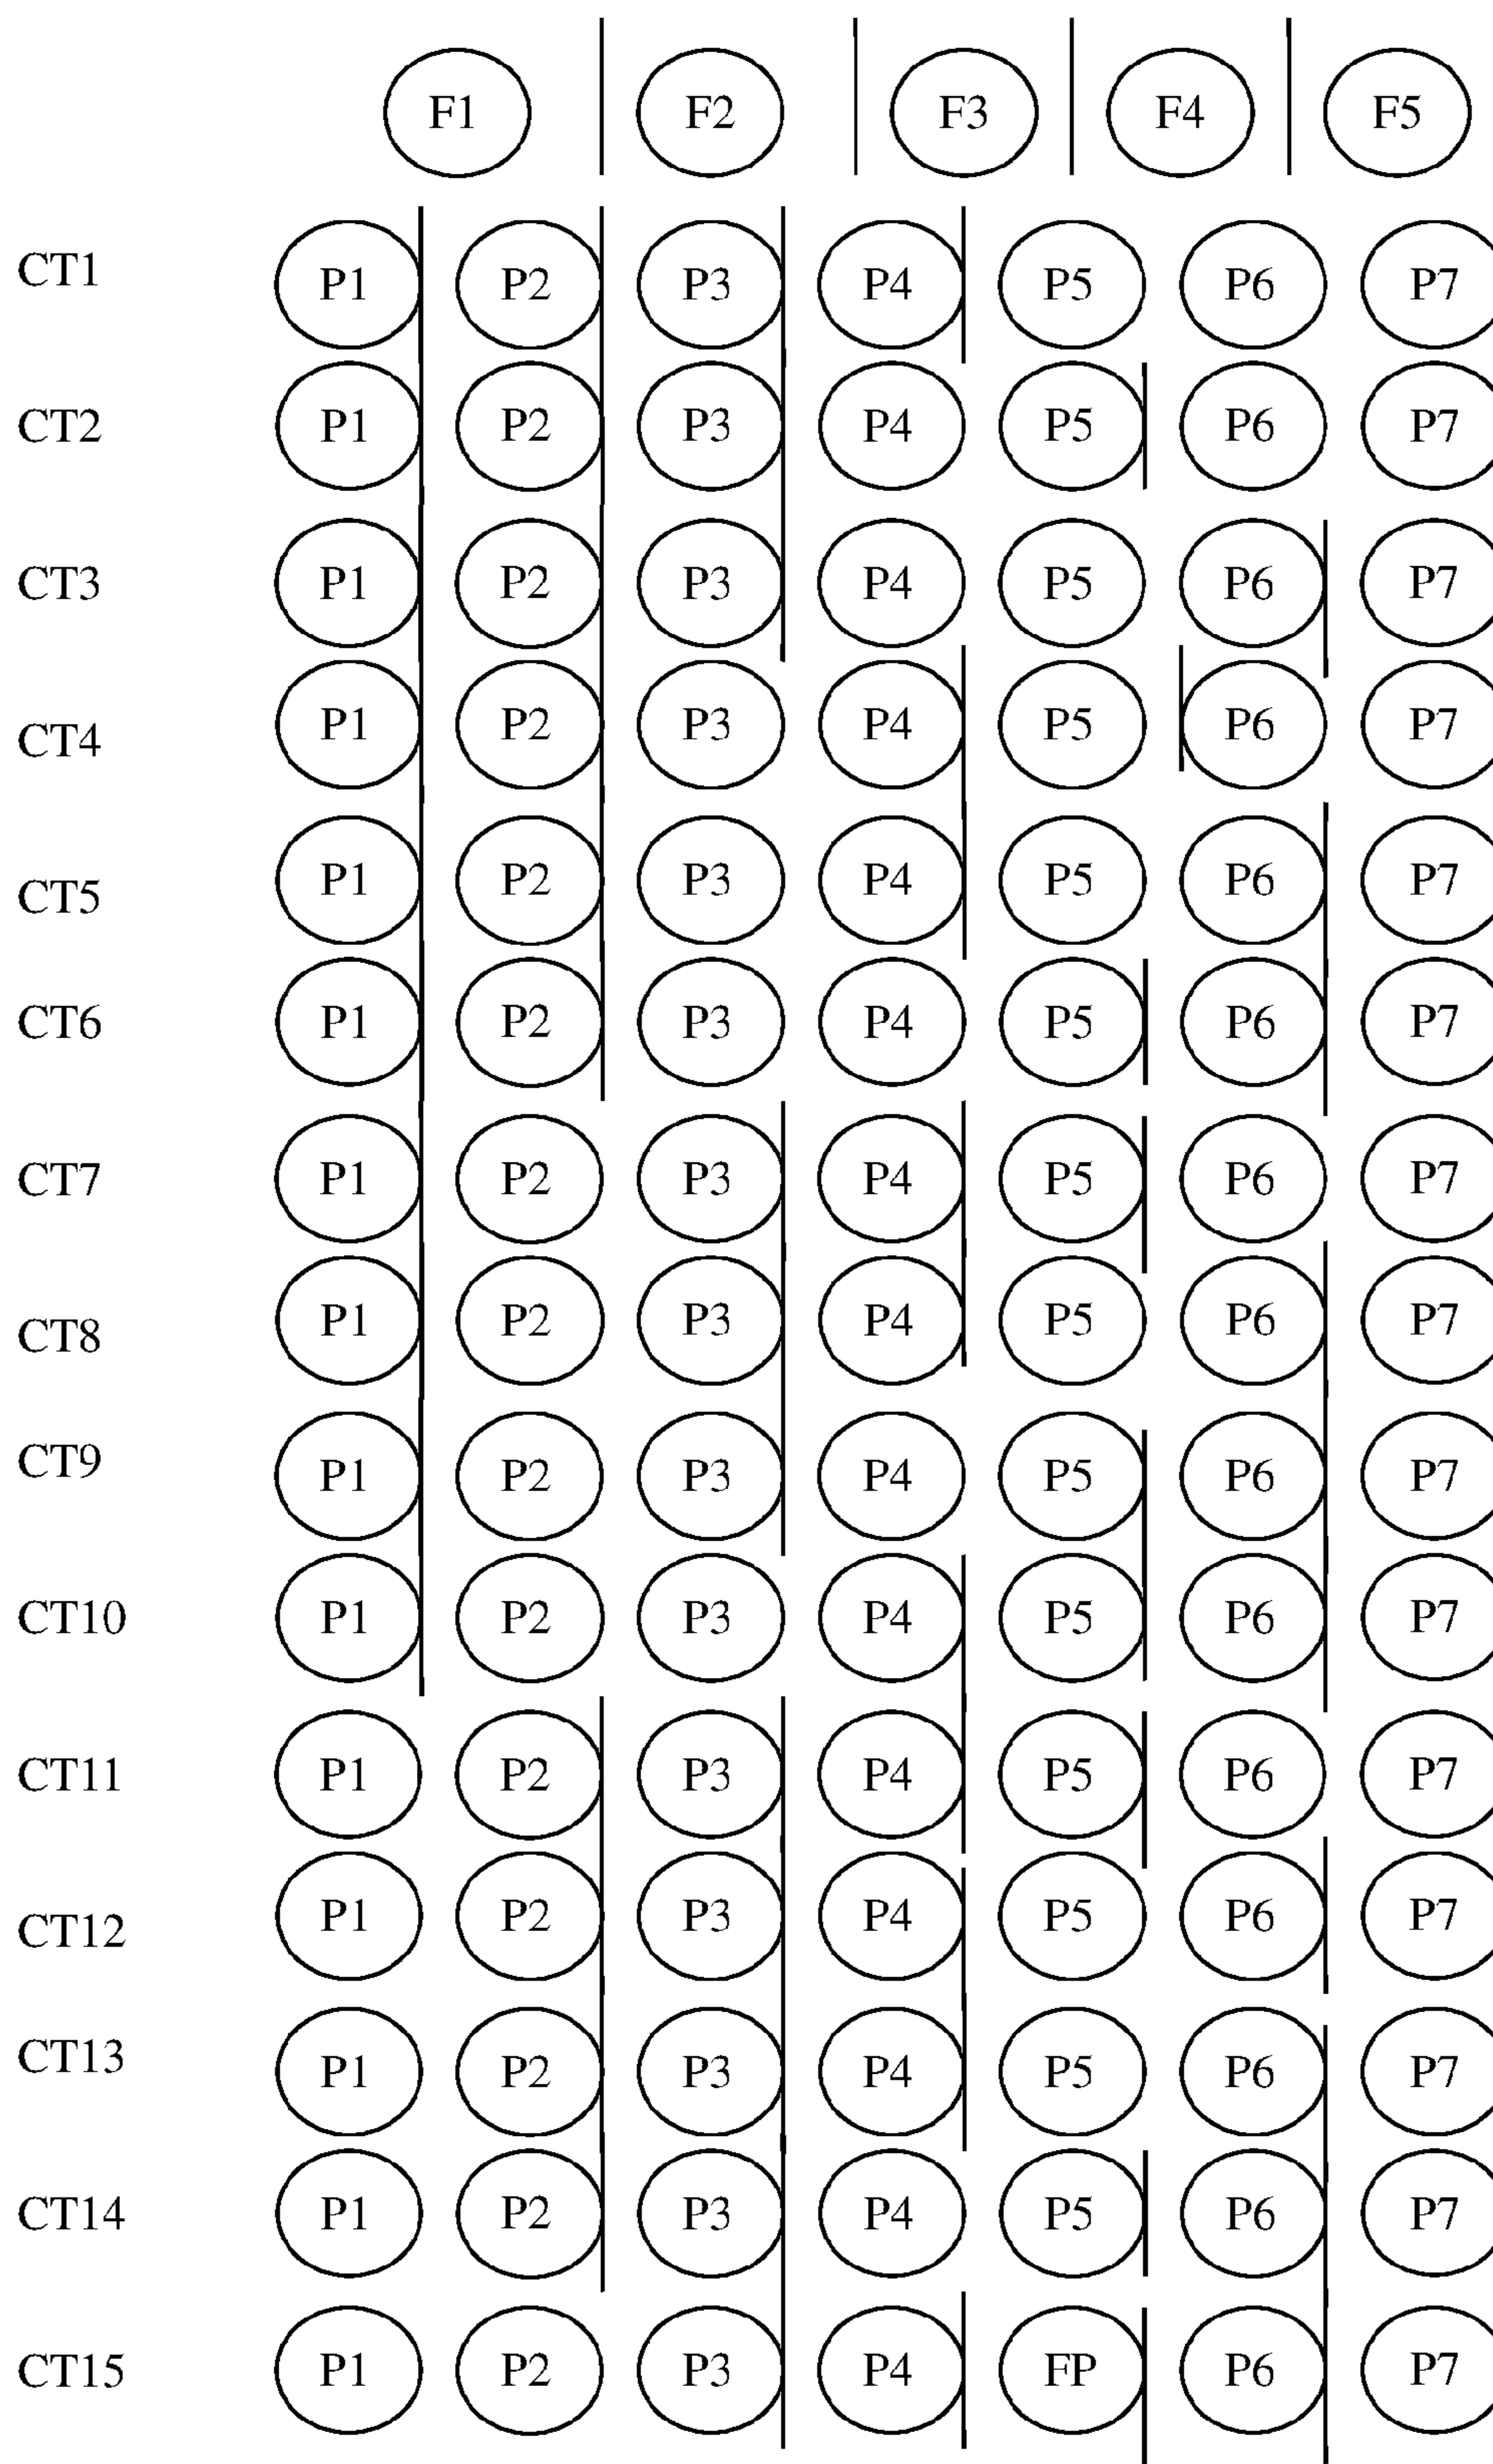 F1 F2 F3 F4 F5
CT1 P1 P2 P3 P4 P5 P6 P7
CT2 P1 P2 P3 P4 P5 P6 P7
CT3 P1 P2 P3 P4 P5 P6 P7
CT4 P1 P2 P3 P4 P5 P6 P7
CT5 P1 P2 P3 P4 P5 P6 P7
CT6 P1 P2 P3 P4 P5 P6 P7
CT7 P1 P2 P3 P4 P5 P6 P7
CT8 P1 P2 P3 P4 P5 P6 P7
CT9 P1 P2 P3 P4 P5 P6 P7
CT10 P1 P2 P3 P4 P5 P6 P7
CT11 P1 P2 P3 P4 P5 P6 P7
CT12 P1 P2 P3 P4 P5 P6 P7
CT13 P1 P2 P3 P4 P5 P6 P7
CT14 P1 P2 P3 P4 P5 P6 P7
CT15 P1 P2 P3 P4 FP P6 P7